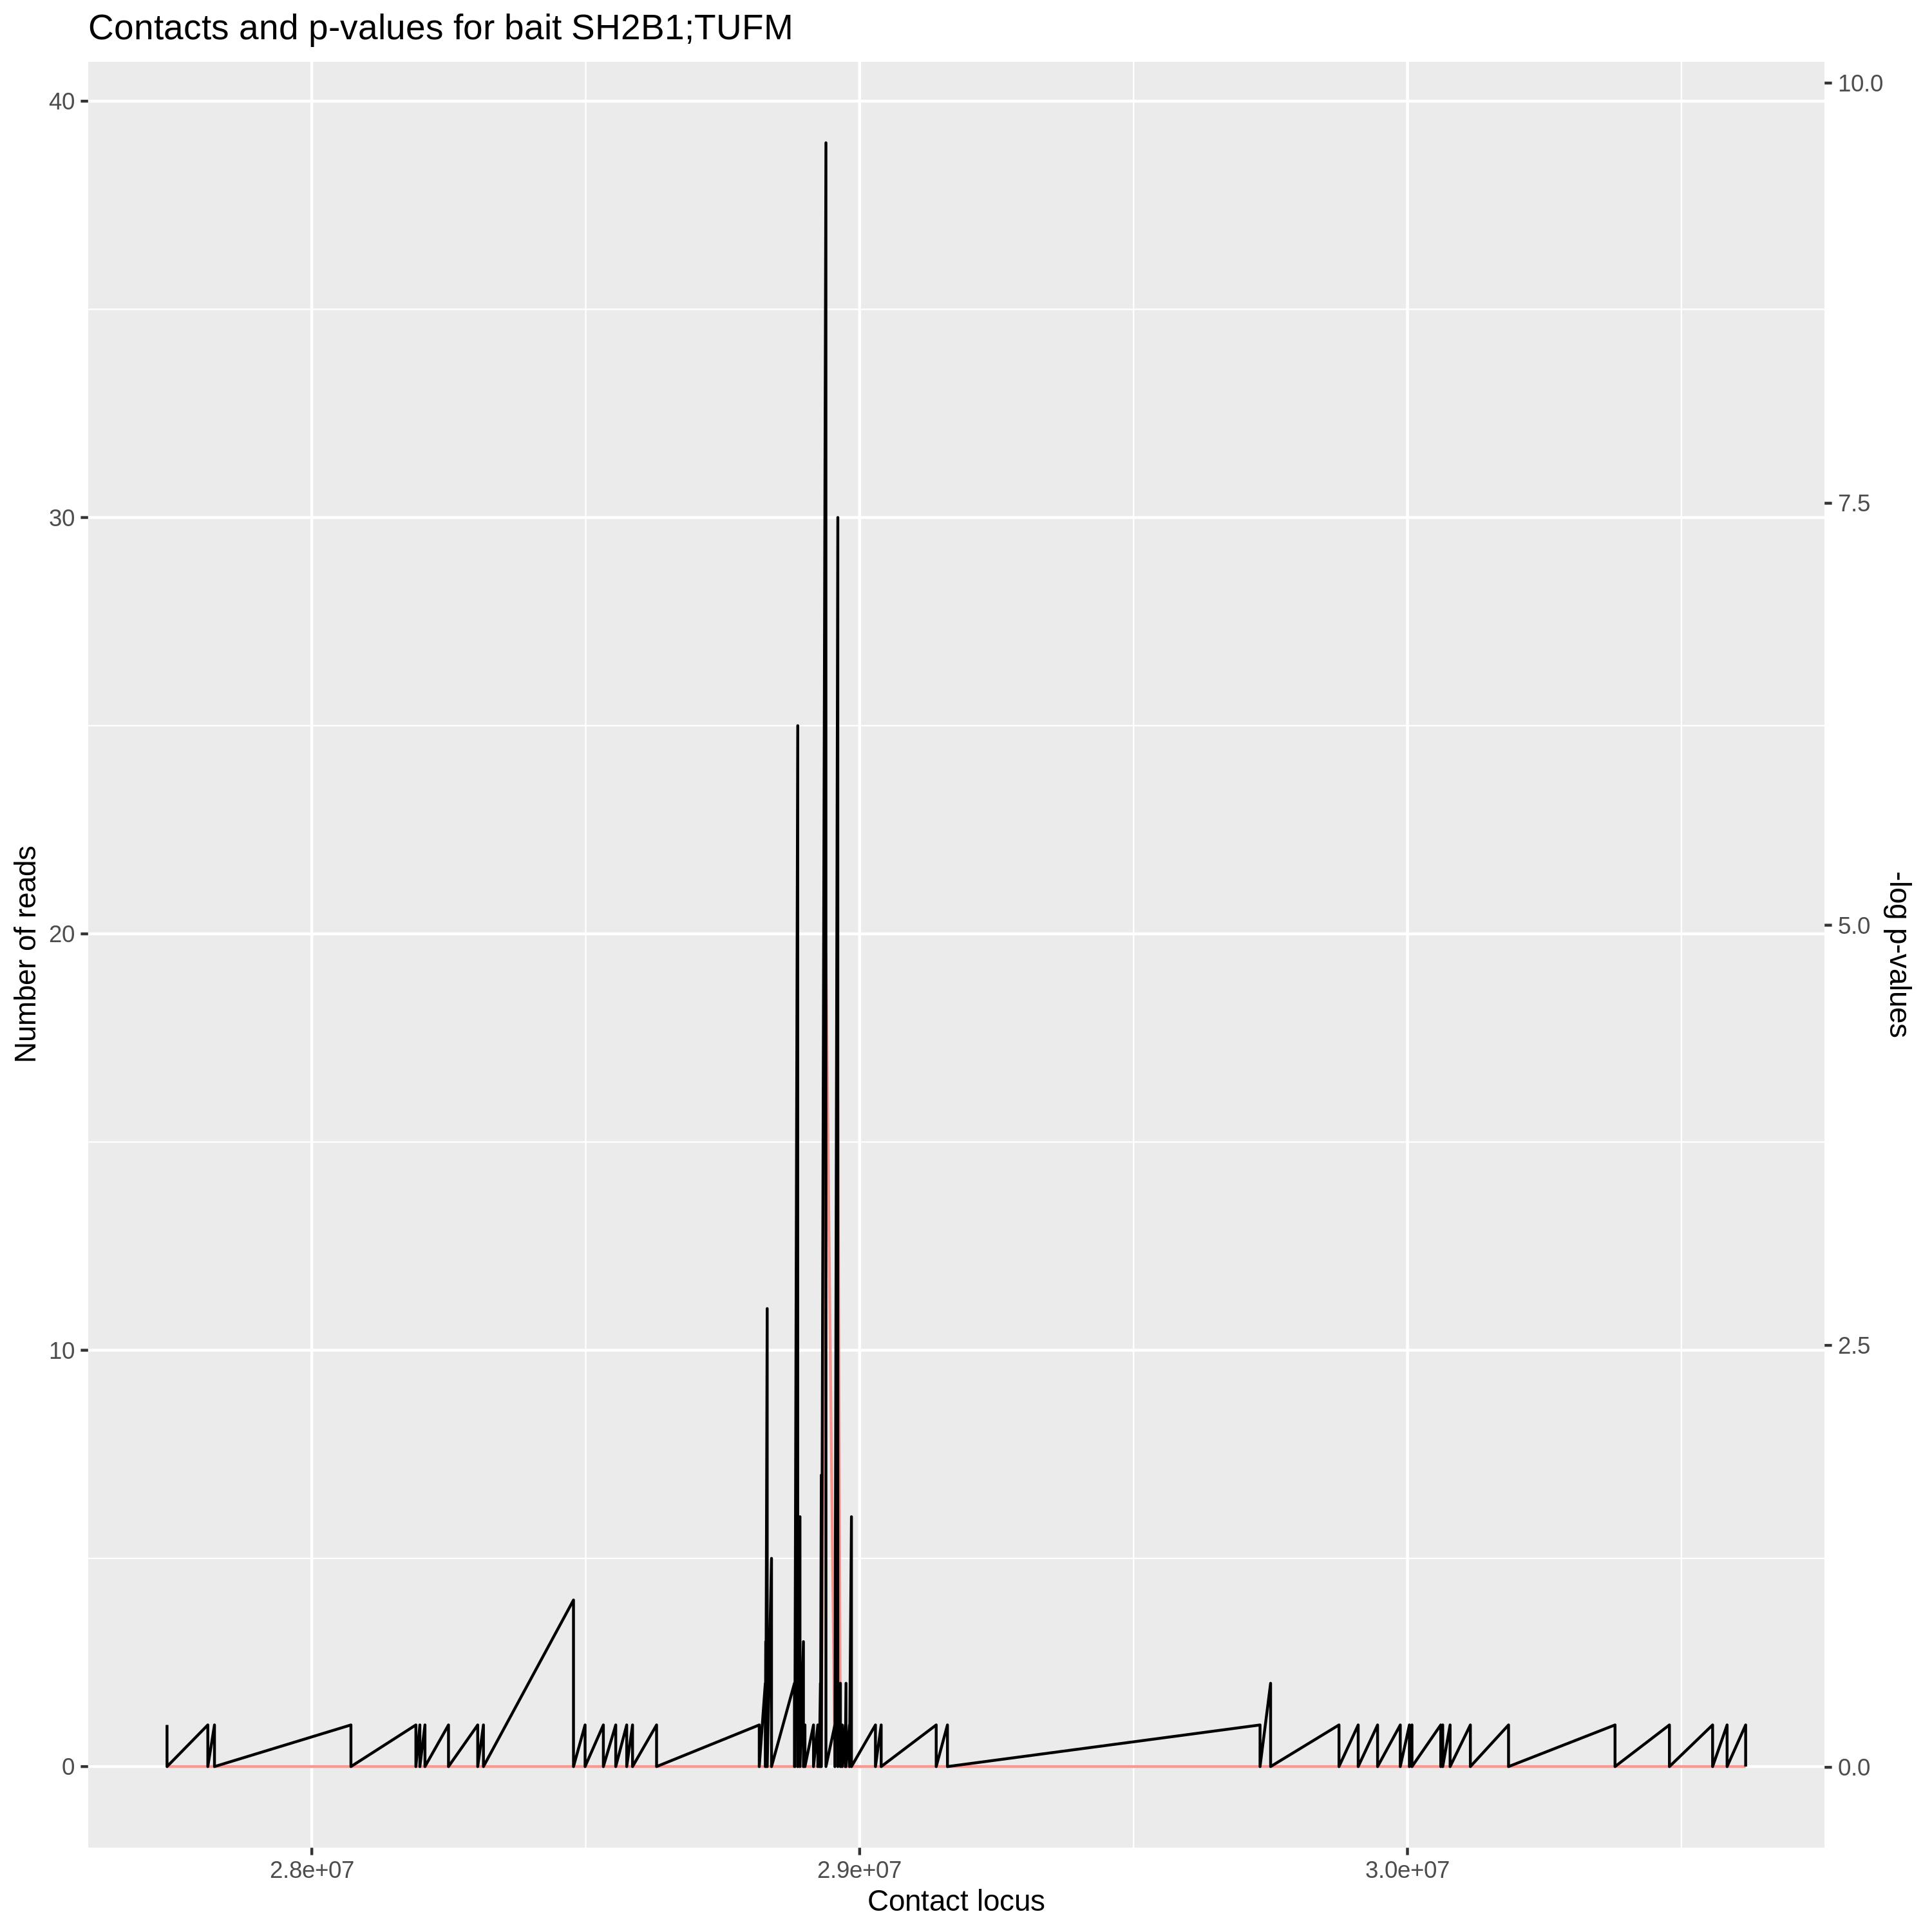 Contacts and p-values for bait SH2B1;TUFM
40
30
20
10
0
Number of reads
10.0
7.5
5.0
2.5
0.0
-log p-values
2.8e+07
2.9e+07
3.0e+07
Contact locus